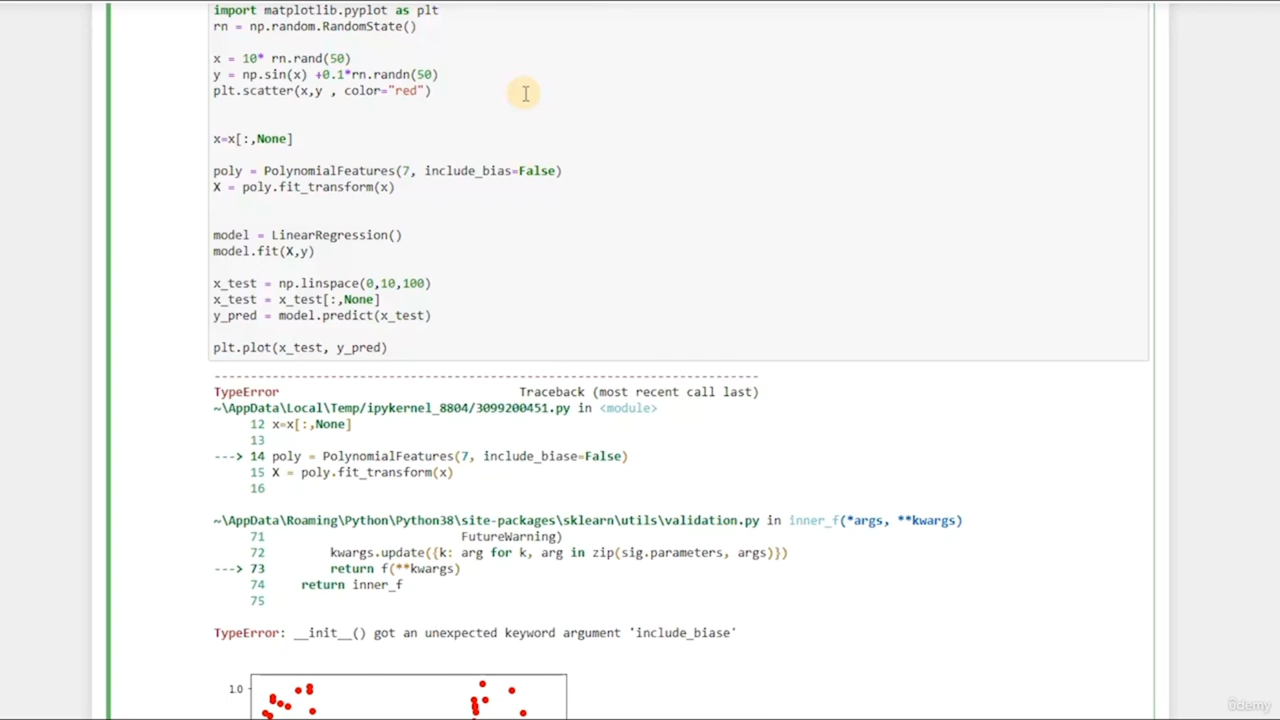 import matplotlib.pyplot as plt
rn = np.random.RandomState()
x = 10* rn.rand(50)
y = np.sin(x) +0.1*rn.randn(50)
plt.scatter(x,y , color="red")
x=x[:,None]
poly = PolynomialFeatures(7, include_bias=False)
X = poly.fit_transform(x)
model = LinearRegression()
model.fit(X,y)
x_test = np.linspace(0,10,100)
x_test = x_test[:,None]
y_pred = model.predict(x_test)
plt.plot(x_test, y_pred)
---------------------------------------------------------------------------
TypeError                                 Traceback (most recent call last)
~\AppData\Local\Temp/ipykernel_8804/3099200451.py in <module>
     12 x=x[:,None]
     13
---> 14 poly = PolynomialFeatures(7, include_biase=False)
     15 X = poly.fit_transform(x)
     16
~\AppData\Roaming\Python\Python38\site-packages\sklearn\utils\validation.py in inner_f(*args, **kwargs)
     71                           FutureWarning)
     72         kwargs.update({k: arg for k, arg in zip(sig.parameters, args)})
---> 73         return f(**kwargs)
     74     return inner_f
     75
TypeError: __init__() got an unexpected keyword argument 'include_biase'
1.0
ûdemy